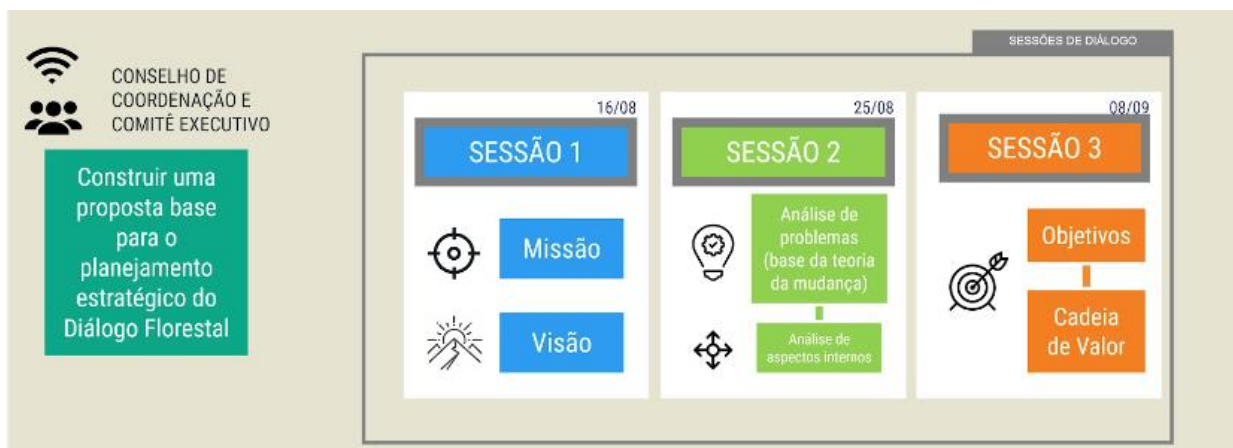 SESSÕES DE DIÁLOGO
CONSELHO DE
COORDENAÇÃO E
COMITÊ EXECUTIVO
Construir uma
proposta base
para o
planejamento
estratégico do
Diálogo Florestal
16/08
SESSÃO 1
Missão
Visão
25/08
SESSÃO 2
Análise de
problemas
(base da teoria
da mudança)
Análise de
aspectos internos
08/09
SESSÃO 3
Objetivos
Cadeia
de Valor